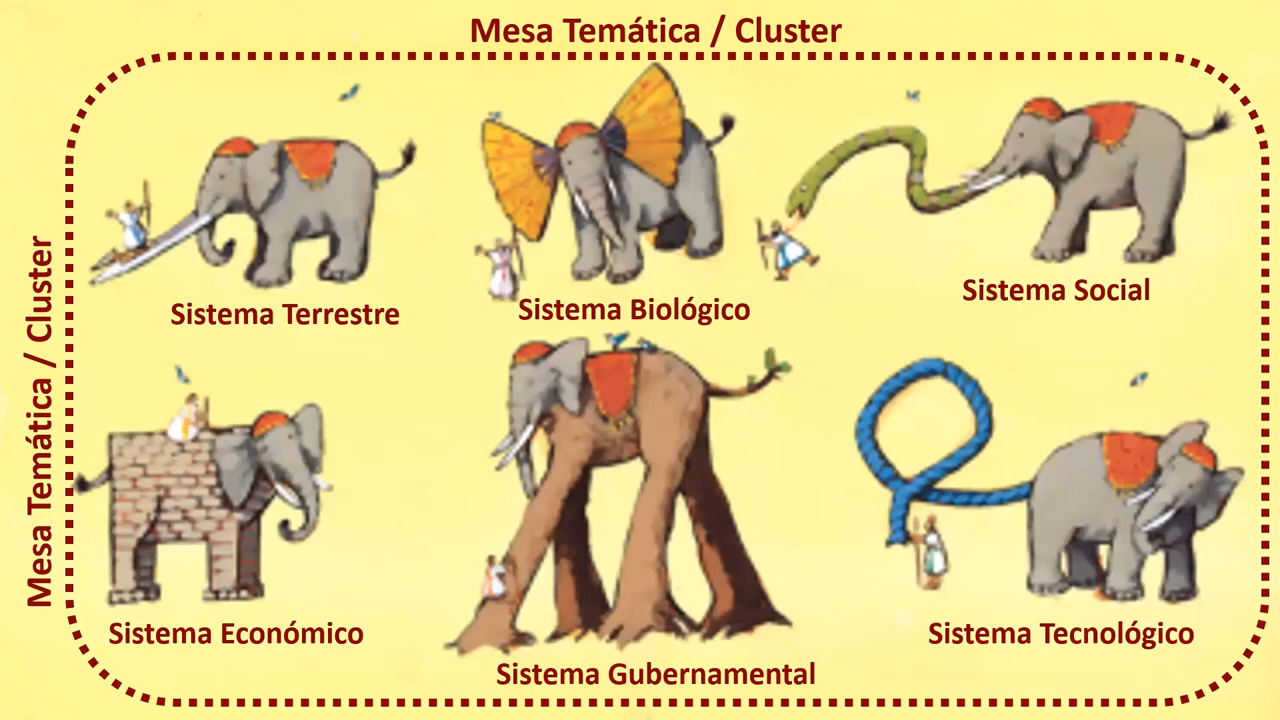 Mesa Temática / Cluster
Mesa Temática / Cluster
Sistema Terrestre
Sistema Biológico
Sistema Social
Sistema Económico
Sistema Gubernamental
Sistema Tecnológico